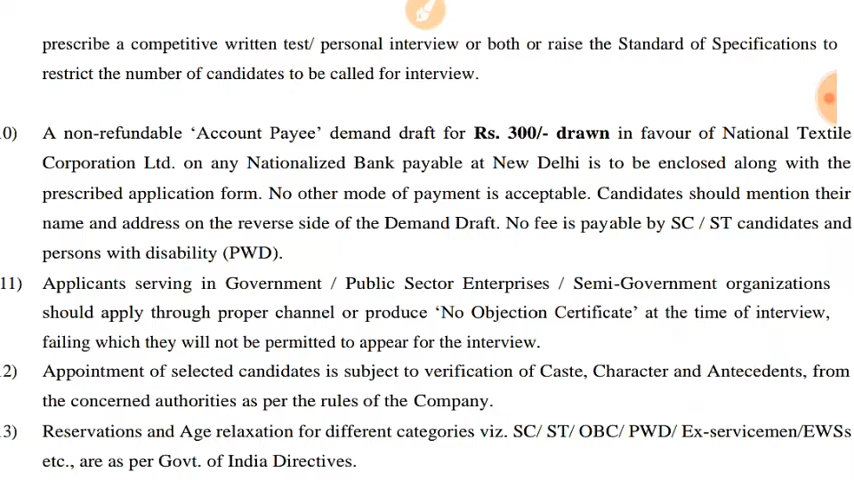 prescribe a competitive written test/ personal interview or both or raise the Standard of Specifications to
restrict the number of candidates to be called for interview.
0) A non-refundable ‘Account Payee’ demand draft for Rs. 300/- drawn in favour of National Textile
Corporation Ltd. on any Nationalized Bank payable at New Delhi is to be enclosed along with the
prescribed application form. No other mode of payment is acceptable. Candidates should mention their
name and address on the reverse side of the Demand Draft. No fee is payable by SC / ST candidates and
persons with disability (PWD).
11) Applicants serving in Government / Public Sector Enterprises / Semi-Government organizations
should apply through proper channel or produce ‘No Objection Certificate’ at the time of interview,
failing which they will not be permitted to appear for the interview.
2) Appointment of selected candidates is subject to verification of Caste, Character and Antecedents, from
the concerned authorities as per the rules of the Company.
3) Reservations and Age relaxation for different categories viz. SC/ ST/ OBC/ PWD/ Ex-servicemen/EWSs
etc., are as per Govt. of India Directives.